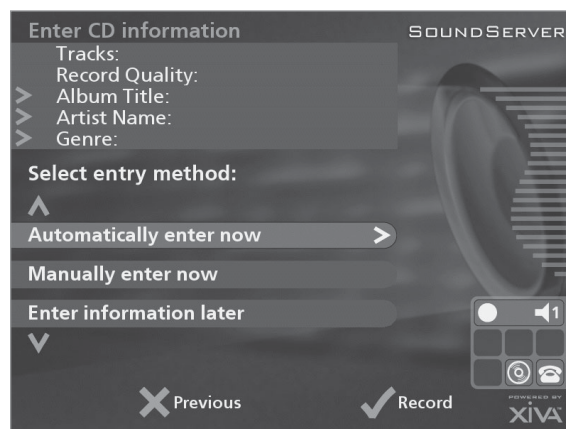 Enter CD information
SOUNDSERVER
Tracks:
Record Quality:
Album Title:
Artist Name:
Genre:
Select entry method:
Automatically enter now
Manually enter now
Enter information later
1
Previous
Record
POWERED BY
XiVA